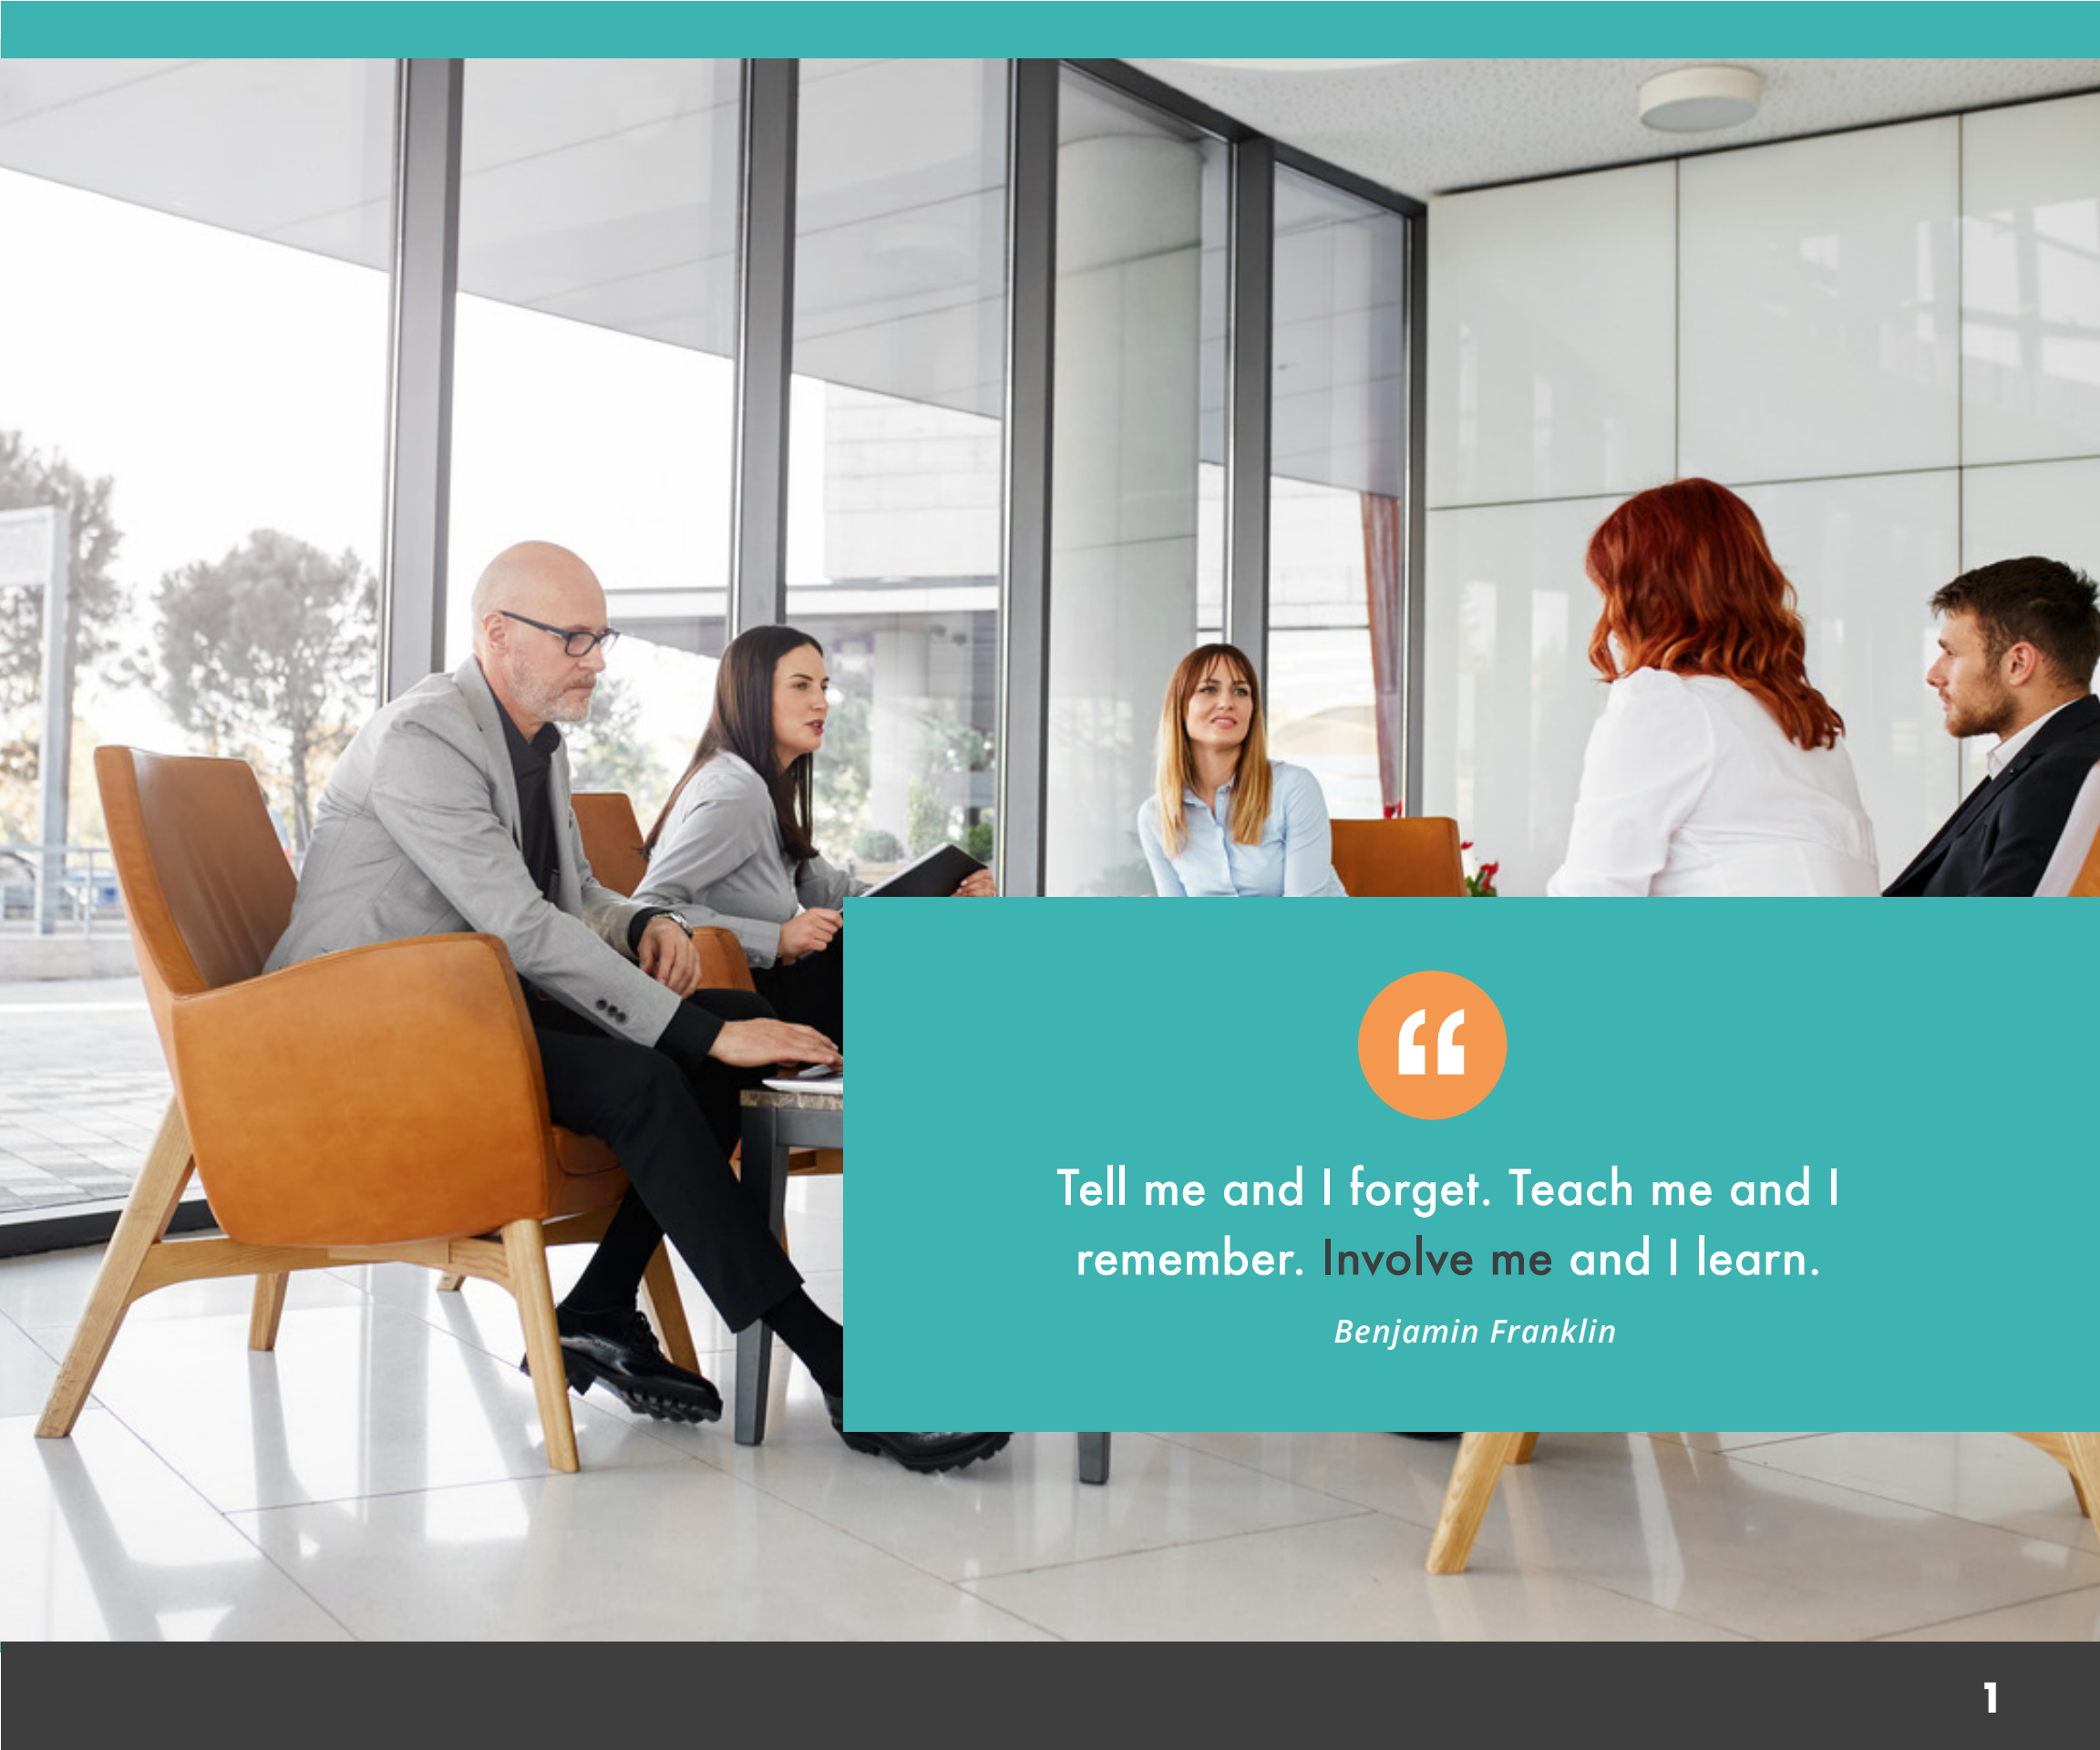 “
Tell me and I forget. Teach me and I
remember. Involve me and I learn.
Benjamin Franklin
1